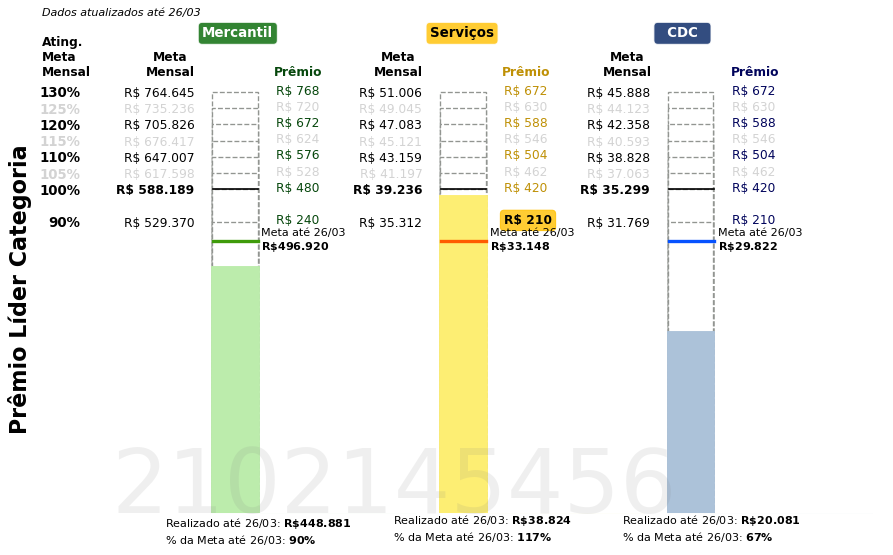 Dados atualizados até 26/03
Mercantil Serviços CDC
Ating. Meta Mensal Meta Mensal Prêmio Meta Mensal Prêmio Meta Mensal Prêmio
130% R$ 764.645 R$ 768 R$ 51.006 R$ 672 R$ 45.888 R$ 672
125% R$ 735.236 R$ 720 R$ 49.045 R$ 630 R$ 44.123 R$ 630
120% R$ 705.826 R$ 672 R$ 47.083 R$ 588 R$ 42.358 R$ 588
115% R$ 676.417 R$ 624 R$ 45.121 R$ 546 R$ 40.593 R$ 546
110% R$ 647.007 R$ 576 R$ 43.159 R$ 504 R$ 38.828 R$ 504
105% R$ 617.598 R$ 528 R$ 41.197 R$ 462 R$ 37.063 R$ 462
100% R$ 588.189 R$ 480 R$ 39.236 R$ 420 R$ 35.299 R$ 420
90% R$ 529.370 R$ 240 R$ 35.312 R$ 210 R$ 31.769 R$ 210
Meta até 26/03 Meta até 26/03 Meta até 26/03
R$496.920 R$33.148 R$29.822
Prêmio Líder Categoria
2102145456
Realizado até 26/03: R$448.881 Realizado até 26/03: R$38.824 Realizado até 26/03: R$20.081
% da Meta até 26/03: 90% % da Meta até 26/03: 117% % da Meta até 26/03: 67%